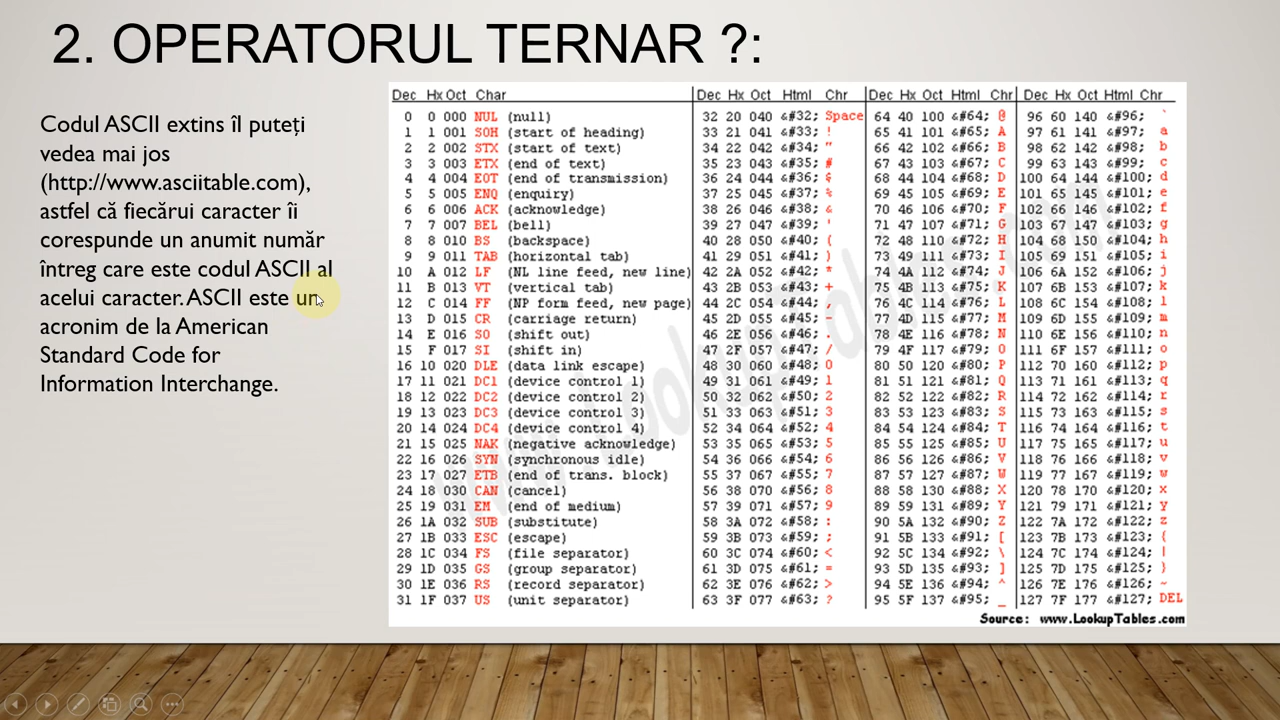 2. OPERATORUL TERNAR ?:
Codul ASCII extins îl puteți
vedea mai jos
(http://www.asciitable.com),
astfel că fiecărui caracter îi
corespunde un anumit număr
întreg care este codul ASCII al
acelui caracter. ASCII este un
acronim de la American
Standard Code for
Information Interchange.
Dec Hx Oct Char Dec Hx Oct Html Chr Dec Hx Oct Html Chr Dec Hx Oct Html Chr
0 0 000 NUL (null) 32 20 040 &#32; Space 64 40 100 &#64; @ 96 60 140 &#96; `
1 1 001 SOH (start of heading) 33 21 041 &#33; ! 65 41 101 &#65; A 97 61 141 &#97; a
2 2 002 STX (start of text) 34 22 042 &#34; " 66 42 102 &#66; B 98 62 142 &#98; b
3 3 003 ETX (end of text) 35 23 043 &#35; # 67 43 103 &#67; C 99 63 143 &#99; c
4 4 004 EOT (end of transmission) 36 24 044 &#36; $ 68 44 104 &#68; D 100 64 144 &#100; d
5 5 005 ENQ (enquiry) 37 25 045 &#37; % 69 45 105 &#69; E 101 65 145 &#101; e
6 6 006 ACK (acknowledge) 38 26 046 &#38; & 70 46 106 &#70; F 102 66 146 &#102; f
7 7 007 BEL (bell) 39 27 047 &#39; ' 71 47 107 &#71; G 103 67 147 &#103; g
8 8 010 BS (backspace) 40 28 050 &#40; ( 72 48 110 &#72; H 104 68 150 &#104; h
9 9 011 TAB (horizontal tab) 41 29 051 &#41; ) 73 49 111 &#73; I 105 69 151 &#105; i
10 A 012 LF (NL line feed, new line) 42 2A 052 &#42; * 74 4A 112 &#74; J 106 6A 152 &#106; j
11 B 013 VT (vertical tab) 43 2B 053 &#43; + 75 4B 113 &#75; K 107 6B 153 &#107; k
12 C 014 FF (NP form feed, new page) 44 2C 054 &#44; , 76 4C 114 &#76; L 108 6C 154 &#108; l
13 D 015 CR (carriage return) 45 2D 055 &#45; - 77 4D 115 &#77; M 109 6D 155 &#109; m
14 E 016 SO (shift out) 46 2E 056 &#46; . 78 4E 116 &#78; N 110 6E 156 &#110; n
15 F 017 SI (shift in) 47 2F 057 &#47; / 79 4F 117 &#79; O 111 6F 157 &#111; o
16 10 020 DLE (data link escape) 48 30 060 &#48; 0 80 50 120 &#80; P 112 70 160 &#112; p
17 11 021 DC1 (device control 1) 49 31 061 &#49; 1 81 51 121 &#81; Q 113 71 161 &#113; q
18 12 022 DC2 (device control 2) 50 32 062 &#50; 2 82 52 122 &#82; R 114 72 162 &#114; r
19 13 023 DC3 (device control 3) 51 33 063 &#51; 3 83 53 123 &#83; S 115 73 163 &#115; s
20 14 024 DC4 (device control 4) 52 34 064 &#52; 4 84 54 124 &#84; T 116 74 164 &#116; t
21 15 025 NAK (negative acknowledge) 53 35 065 &#53; 5 85 55 125 &#85; U 117 75 165 &#117; u
22 16 026 SYN (synchronous idle) 54 36 066 &#54; 6 86 56 126 &#86; V 118 76 166 &#118; v
23 17 027 ETB (end of trans. block) 55 37 067 &#55; 7 87 57 127 &#87; W 119 77 167 &#119; w
24 18 030 CAN (cancel) 56 38 070 &#56; 8 88 58 130 &#88; X 120 78 170 &#120; x
25 19 031 EM (end of medium) 57 39 071 &#57; 9 89 59 131 &#89; Y 121 79 171 &#121; y
26 1A 032 SUB (substitute) 58 3A 072 &#58; : 90 5A 132 &#90; Z 122 7A 172 &#122; z
27 1B 033 ESC (escape) 59 3B 073 &#59; ; 91 5B 133 &#91; [ 123 7B 173 &#123; {
28 1C 034 FS (file separator) 60 3C 074 &#60; < 92 5C 134 &#92; \ 124 7C 174 &#124; |
29 1D 035 GS (group separator) 61 3D 075 &#61; = 93 5D 135 &#93; ] 125 7D 175 &#125; }
30 1E 036 RS (record separator) 62 3E 076 &#62; > 94 5E 136 &#94; ^ 126 7E 176 &#126; ~
31 1F 037 US (unit separator) 63 3F 077 &#63; ? 95 5F 137 &#95; _ 127 7F 177 &#127; DEL
Source: www.LookupTables.com
www.LookupTables.com